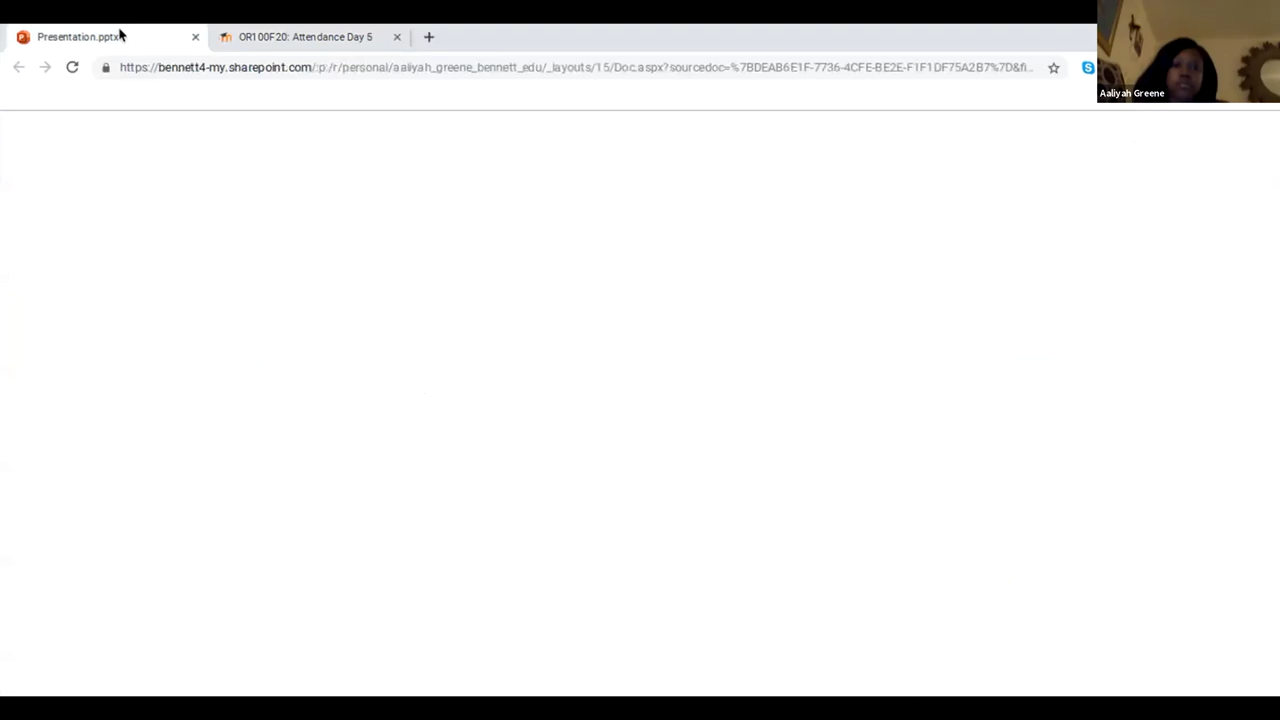 Presentation.pptx
OR100F20: Attendance Day 5
https://bennett4-my.sharepoint.com/:p:/r/personal/aaliyah_greene_bennett_edu/_layouts/15/Doc.aspx?sourcedoc=%7BDEAB6E1F-7736-4CFE-BE2E-F1F1DF75A2B7%7D&fi...
Aaliyah Greene